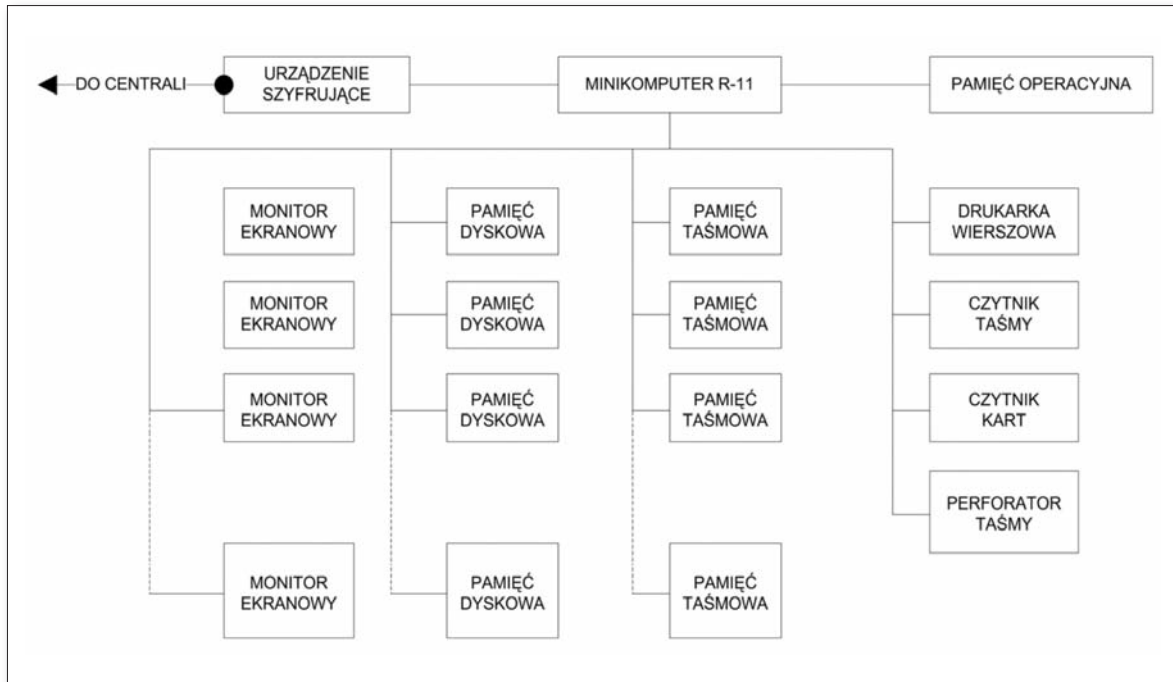 DO CENTRALI
URZĄDZENIE
SZYFRUJĄCE
MINIKOMPUTER R-11
PAMIĘĆ OPERACYJNA
MONITOR
EKRANOWY
PAMIĘĆ
DYSKOWA
PAMIĘĆ
TAŚMOWA
DRUKARKA
WIERSZOWA
MONITOR
EKRANOWY
PAMIĘĆ
DYSKOWA
PAMIĘĆ
TAŚMOWA
CZYTNIK
TAŚMY
MONITOR
EKRANOWY
PAMIĘĆ
DYSKOWA
PAMIĘĆ
TAŚMOWA
CZYTNIK
KART
PERFORATOR
TAŚMY
MONITOR
EKRANOWY
PAMIĘĆ
DYSKOWA
PAMIĘĆ
TAŚMOWA